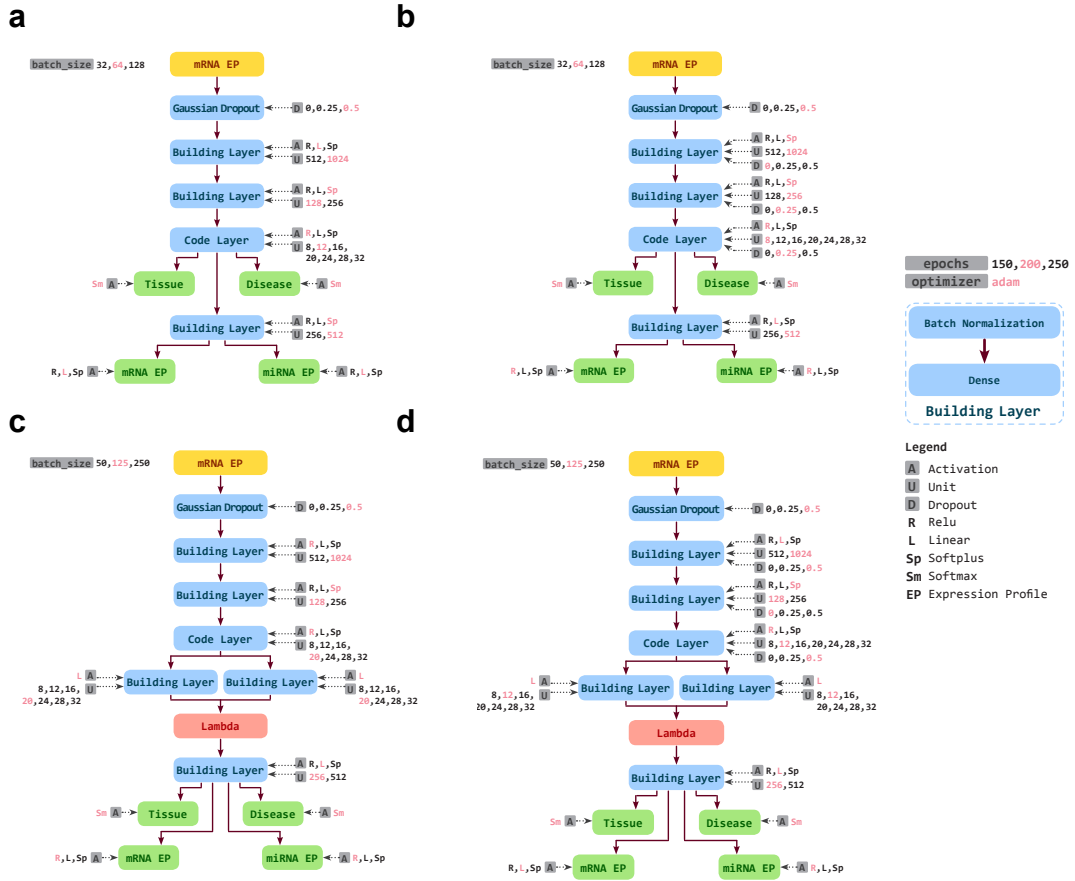 a
batch_size 32,64,128
mRNA EP
Gaussian Dropout
D 0,0.25,0.5
Building Layer
A R,L,Sp
U 512,1024
Building Layer
A R,L,Sp
U 128,256
Code Layer
A R,L,Sp
U 8,12,16,
20,24,28,32
Sm A
Tissue
Disease
A Sm
Building Layer
A R,L,Sp
U 256,512
R,L,Sp A
mRNA EP
miRNA EP
A R,L,Sp
b
batch_size 32,64,128
mRNA EP
Gaussian Dropout
D 0,0.25,0.5
Building Layer
A R,L,Sp
U 512,1024
D 0,0.25,0.5
Building Layer
A R,L,Sp
U 128,256
D 0,0.25,0.5
Code Layer
A R,L,Sp
U 8,12,16,20,24,28,32
D 0,0.25,0.5
Sm A
Tissue
Disease
A Sm
Building Layer
A R,L,Sp
U 256,512
R,L,Sp A
mRNA EP
miRNA EP
A R,L,Sp
c
batch_size 50,125,250
mRNA EP
Gaussian Dropout
D 0,0.25,0.5
Building Layer
A R,L,Sp
U 512,1024
Building Layer
A R,L,Sp
U 128,256
Code Layer
A R,L,Sp
U 8,12,16,
20,24,28,32
L A
8,12,16, U
20,24,28,32
Building Layer
Building Layer
A L
U 8,12,16,
20,24,28,32
Lambda
Building Layer
A R,L,Sp
U 256,512
Sm A
Tissue
Disease
A Sm
R,L,Sp A
mRNA EP
miRNA EP
A R,L,Sp
d
batch_size 50,125,250
mRNA EP
Gaussian Dropout
D 0,0.25,0.5
Building Layer
A R,L,Sp
U 512,1024
D 0,0.25,0.5
Building Layer
A R,L,Sp
U 128,256
D 0,0.25,0.5
Code Layer
A R,L,Sp
U 8,12,16,20,24,28,32
D 0,0.25,0.5
L A
8,12,16, U
20,24,28,32
Building Layer
Building Layer
A L
U 8,12,16,
20,24,28,32
Lambda
Building Layer
A R,L,Sp
U 256,512
Sm A
Tissue
Disease
A Sm
R,L,Sp A
mRNA EP
miRNA EP
A R,L,Sp
epochs 150,200,250
optimizer adam
Batch Normalization
Dense
Building Layer
Legend
A Activation
U Unit
D Dropout
R Relu
L Linear
Sp Softplus
Sm Softmax
EP Expression Profile